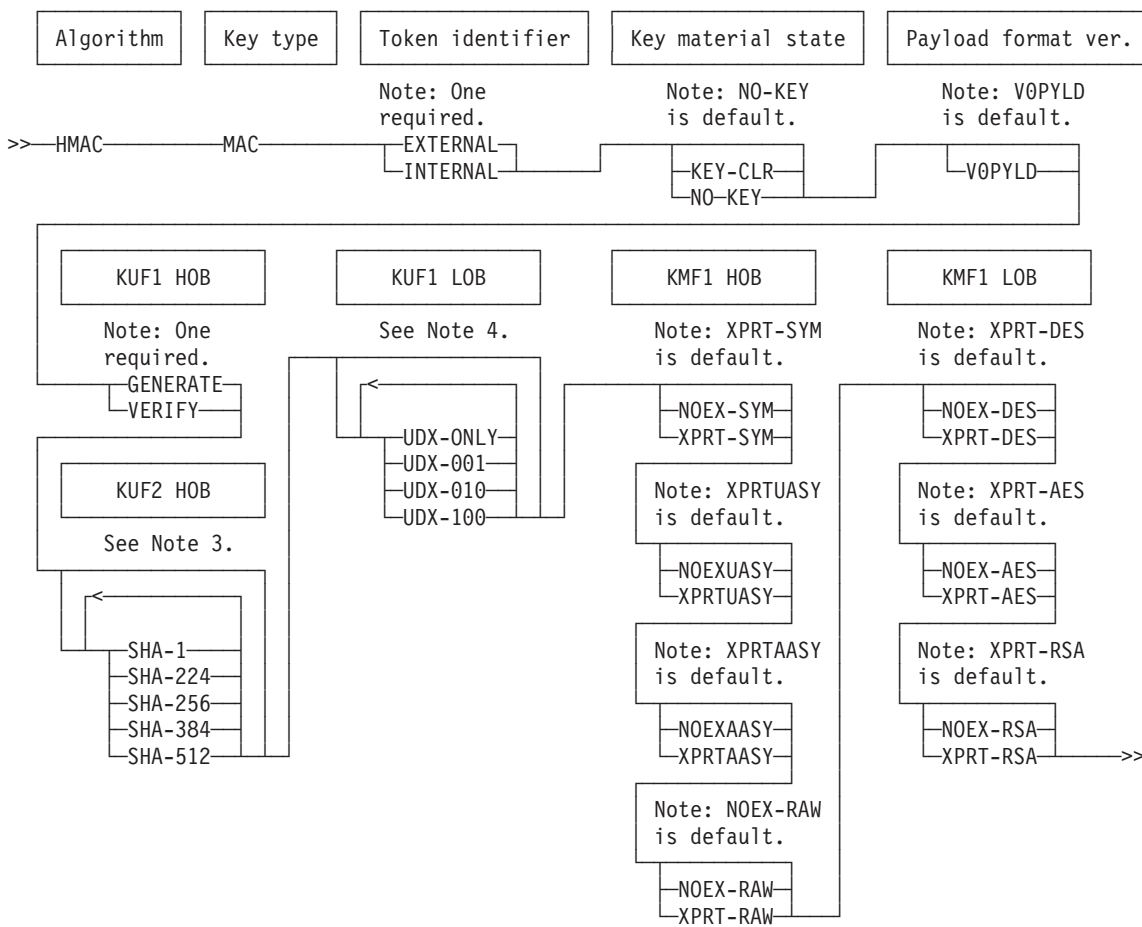 Algorithm Key type Token identifier Key material state Payload format ver.
Note: One required.
Note: NO-KEY is default.
Note: V0PYLD is default.
>>—HMAC MAC EXTERNAL
INTERNAL
KEY-CLR
NO-KEY
V0PYLD
KUF1 HOB
Note: One required.
GENERATE
VERIFY
KUF2 HOB
See Note 3.
<
SHA-1
SHA-224
SHA-256
SHA-384
SHA-512
KUF1 LOB
See Note 4.
<
UDX-ONLY
UDX-001
UDX-010
UDX-100
KMF1 HOB
Note: XPRT-SYM
is default.
NOEX-SYM
XPRT-SYM
Note: XPRTUASY
is default.
NOEXUASY
XPRTUASY
Note: XPRTAASY
is default.
NOEXAASY
XPRTAASY
Note: NOEX-RAW
is default.
NOEX-RAW
XPRT-RAW
KMF1 LOB
Note: XPRT-DES
is default.
NOEX-DES
XPRT-DES
Note: XPRT-AES
is default.
NOEX-AES
XPRT-AES
Note: XPRT-RSA
is default.
NOEX-RSA
XPRT-RSA
>>